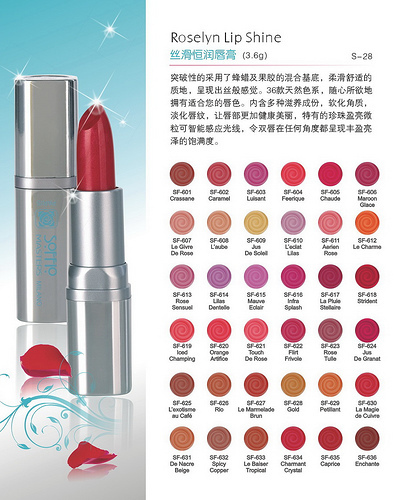 Roselyn Lip Shine
丝滑恒润唇膏 (3.6g)
S-28
突破性的采用了蜂蜡及果胶的混合基底，柔滑舒适的
质地，呈现出丝般感觉。36款天然色系，随心所欲地
拥有适合您的唇色。内含多种滋养成份，软化角质，
淡化唇纹，让唇部更加健康美丽，特有的珍珠盈亮微
粒可智能感应光线，令双唇在任何角度都呈现丰盈亮
泽的饱满度。
SF-601 SF-602 SF-603 SF-604 SF-605 SF-606
Crassane Caramel Luisant Feerique Chaude Maroon
Glace
SF-607 SF-608 SF-609 SF-610 SF-611 SF-612
Le Givre L'aube Jus L'eclet Aerien Le Charme
De Rose De Soleil Lilas Rose
SF-613 SF-614 SF-615 SF-616 SF-617 SF-618
Rose Lilas Mauve Infra La Pluie Strident
Sensuel Dentelle Eclair Splash Stellaire
SF-619 SF-620 SF-621 SF-622 SF-623 SF-624
Iced Orange Touch Flirt Rose Jus
Champing Artifice De Rose Frivole Tulle De Granat
SF-625 SF-626 SF-627 SF-628 SF-629 SF-630
L'exotisme Rio Le Marmelade Gold Petillant La Magie
au Café Brun de Cuivre
SF-631 SF-632 SF-633 SF-634 SF-635 SF-636
De Nacre Spicy Le Baiser Charmant Caprice Enchante
Beige Copper Tropical Crystal